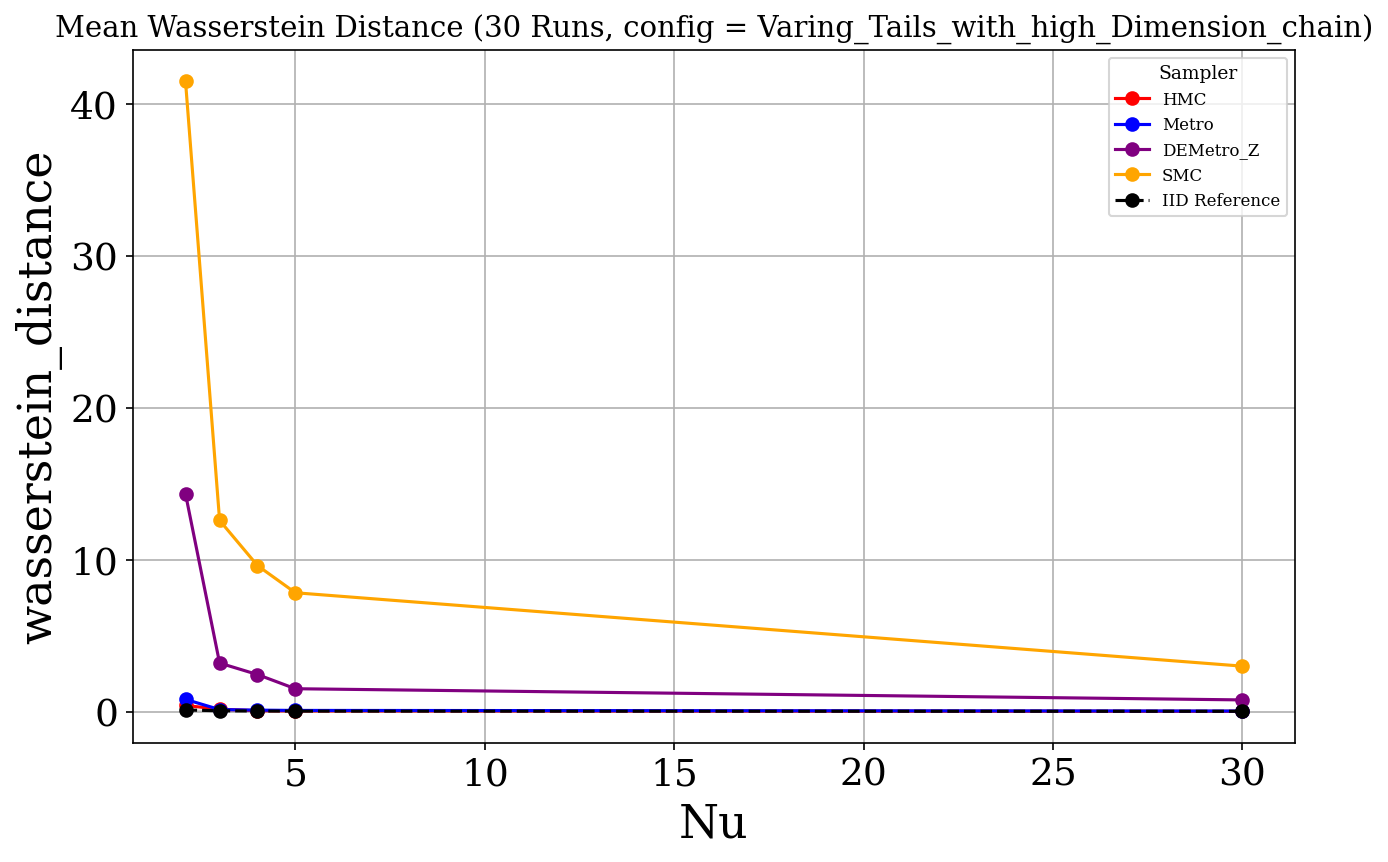 Mean Wasserstein Distance (30 Runs, config = Varing_Tails_with_high_Dimension_chain)
Sampler
HMC
Metro
DEMetro_Z
SMC
IID Reference
wasserstein_distance
40
30
20
10
0
5
10
15
20
25
30
Nu